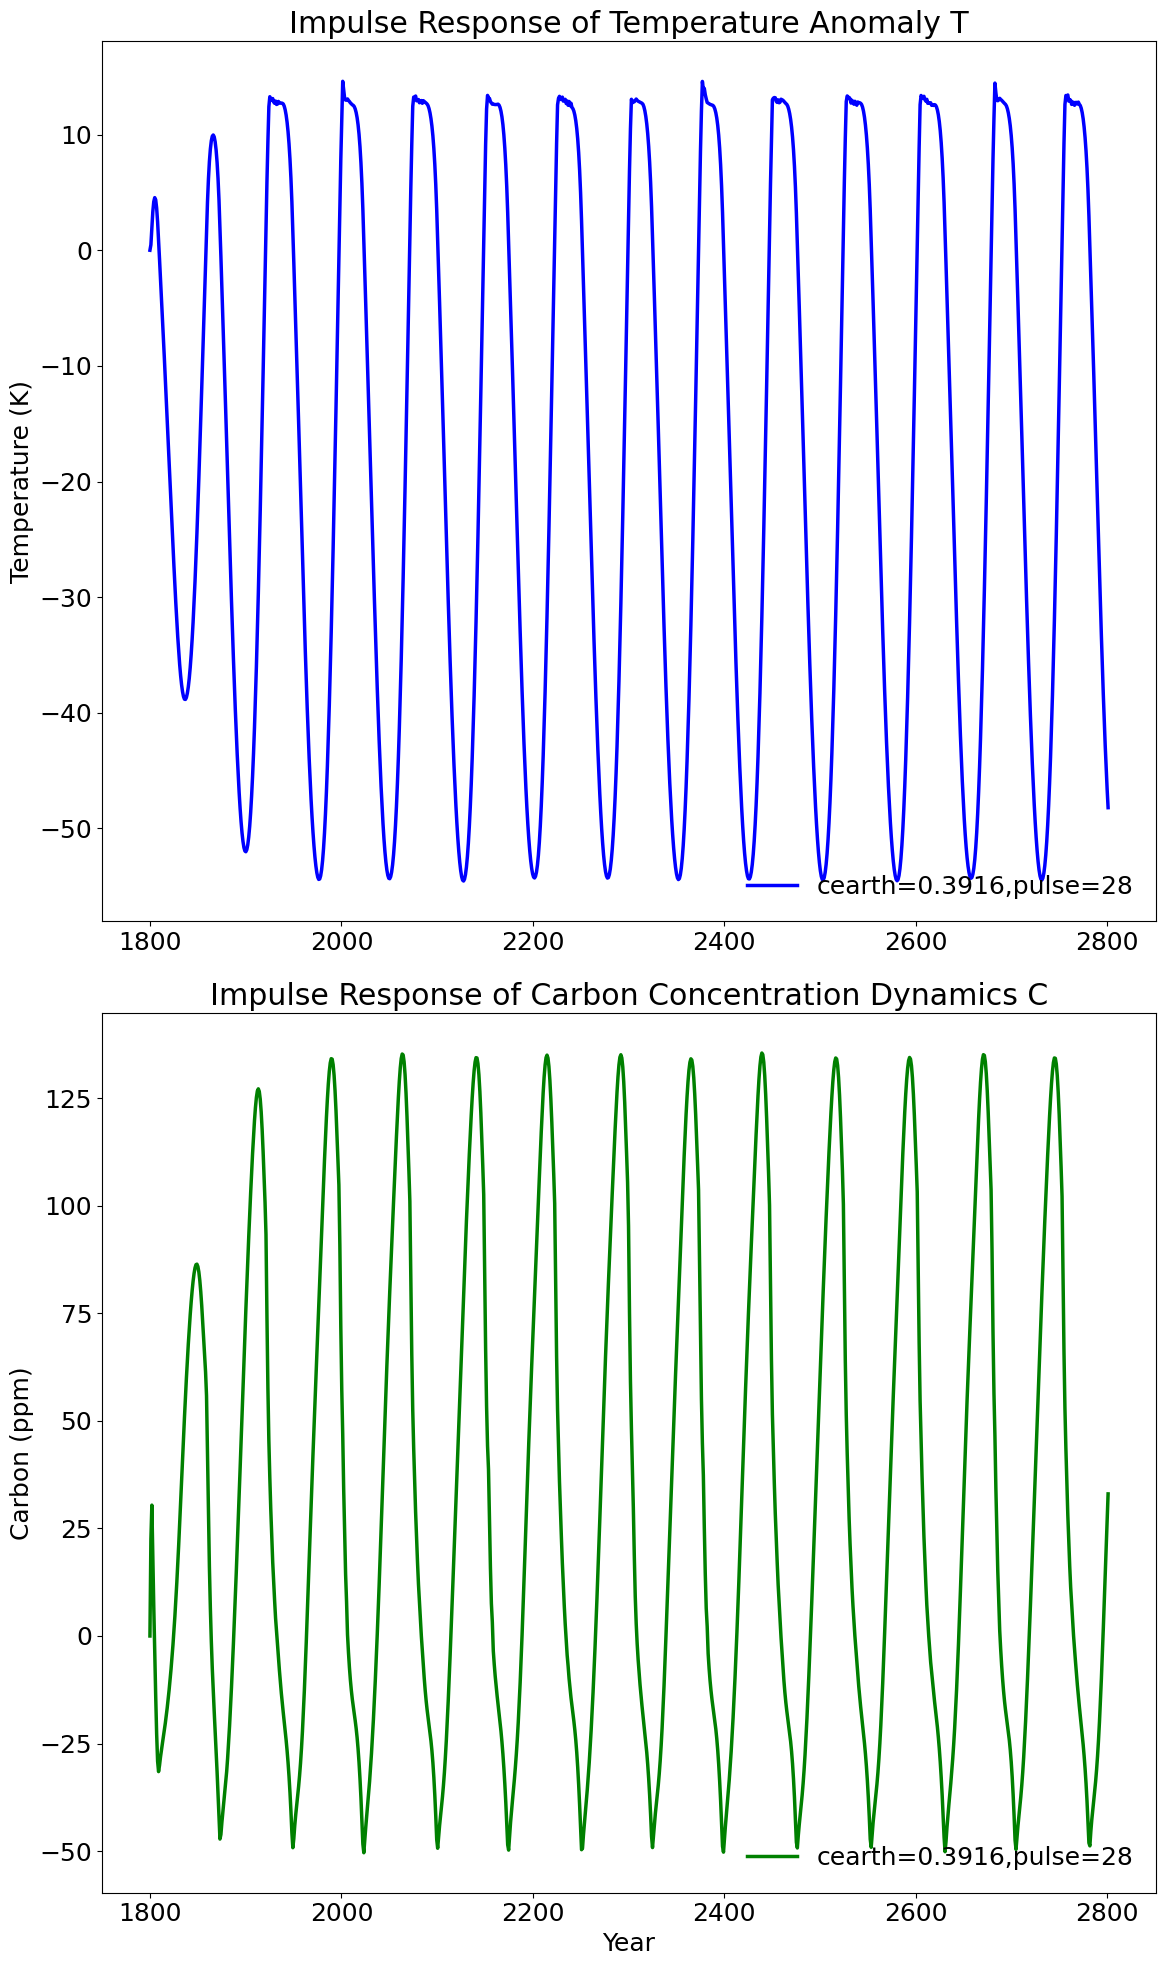 Impulse Response of Temperature Anomaly T
10
0
−10
−20
−30
−40
−50
Temperature (K)
cearth=0.3916,pulse=28
1800 2000 2200 2400 2600 2800
Impulse Response of Carbon Concentration Dynamics C
125
100
75
50
25
0
−25
−50
Carbon (ppm)
cearth=0.3916,pulse=28
1800 2000 2200 2400 2600 2800
Year